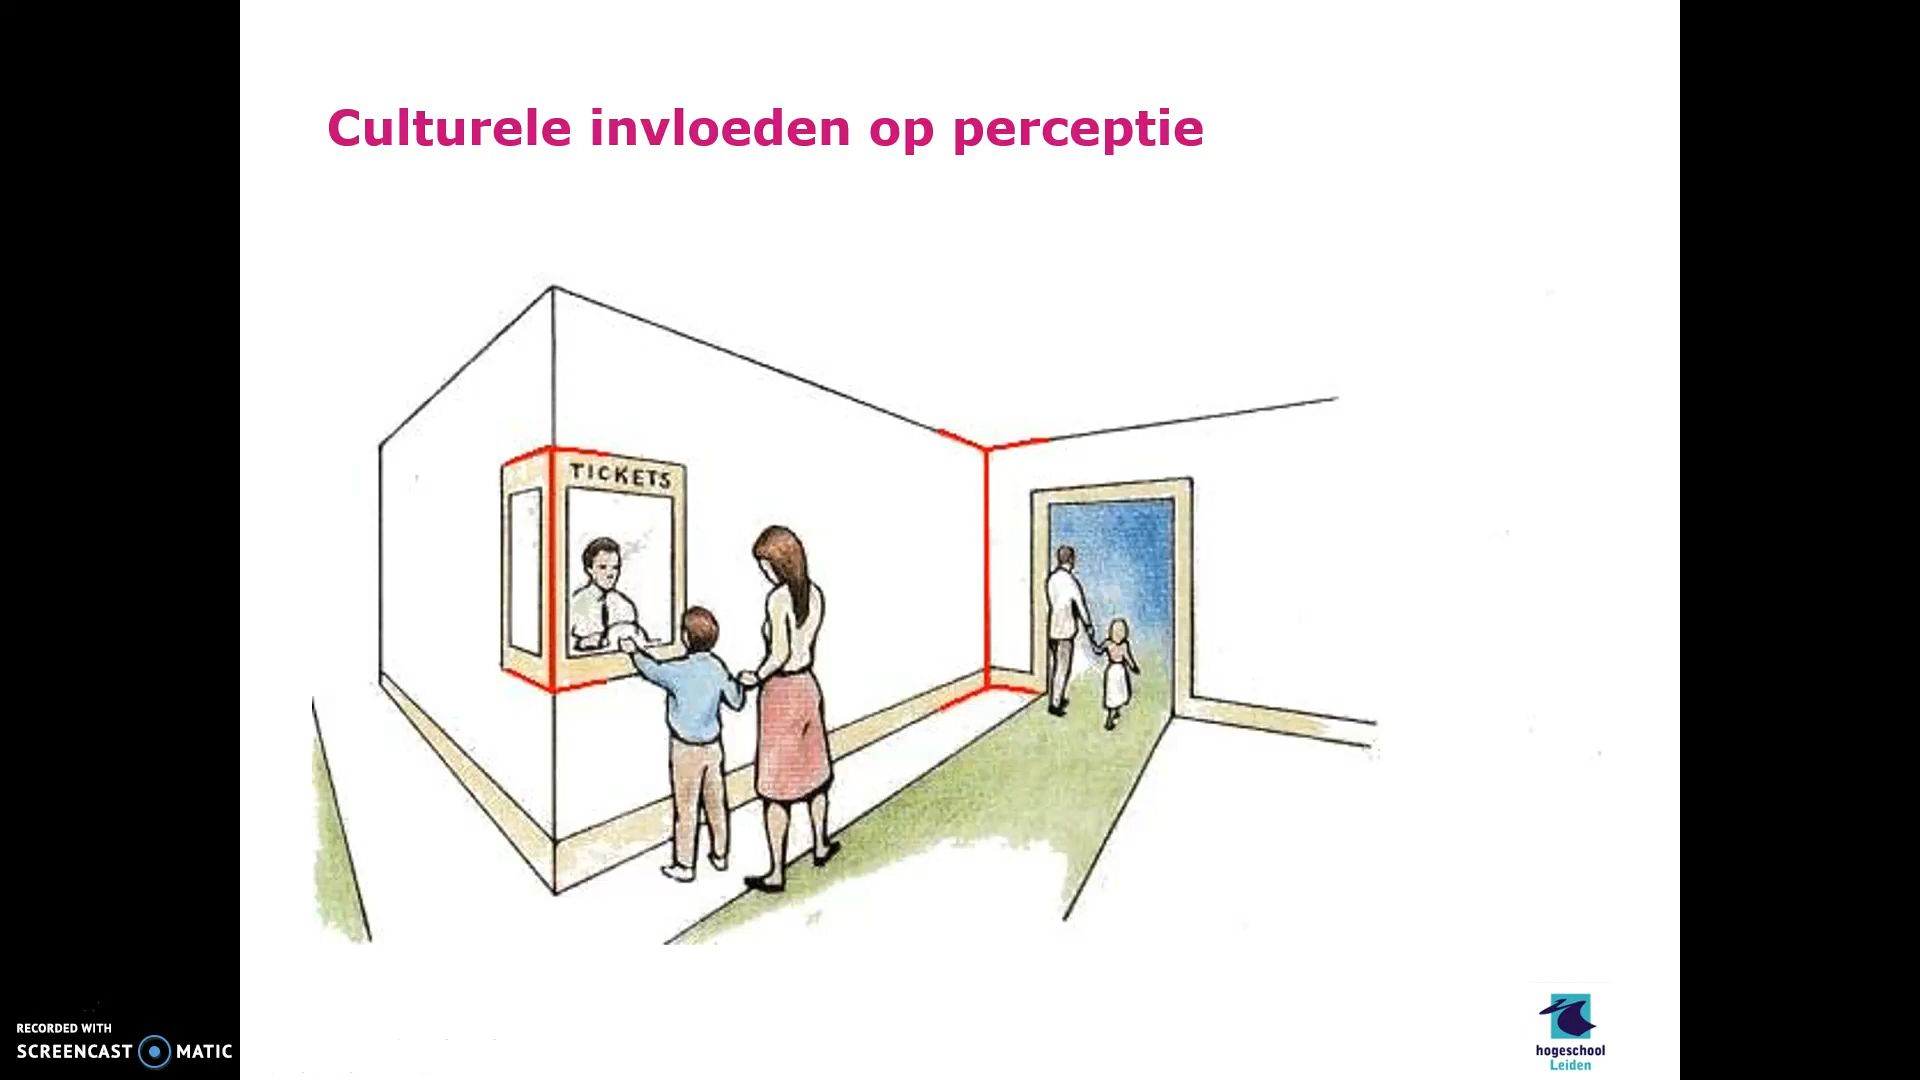 Culturele invloeden op perceptie
TICKETS
RECORDED WITH
SCREENCAST MATIC
hogeschool
Leiden